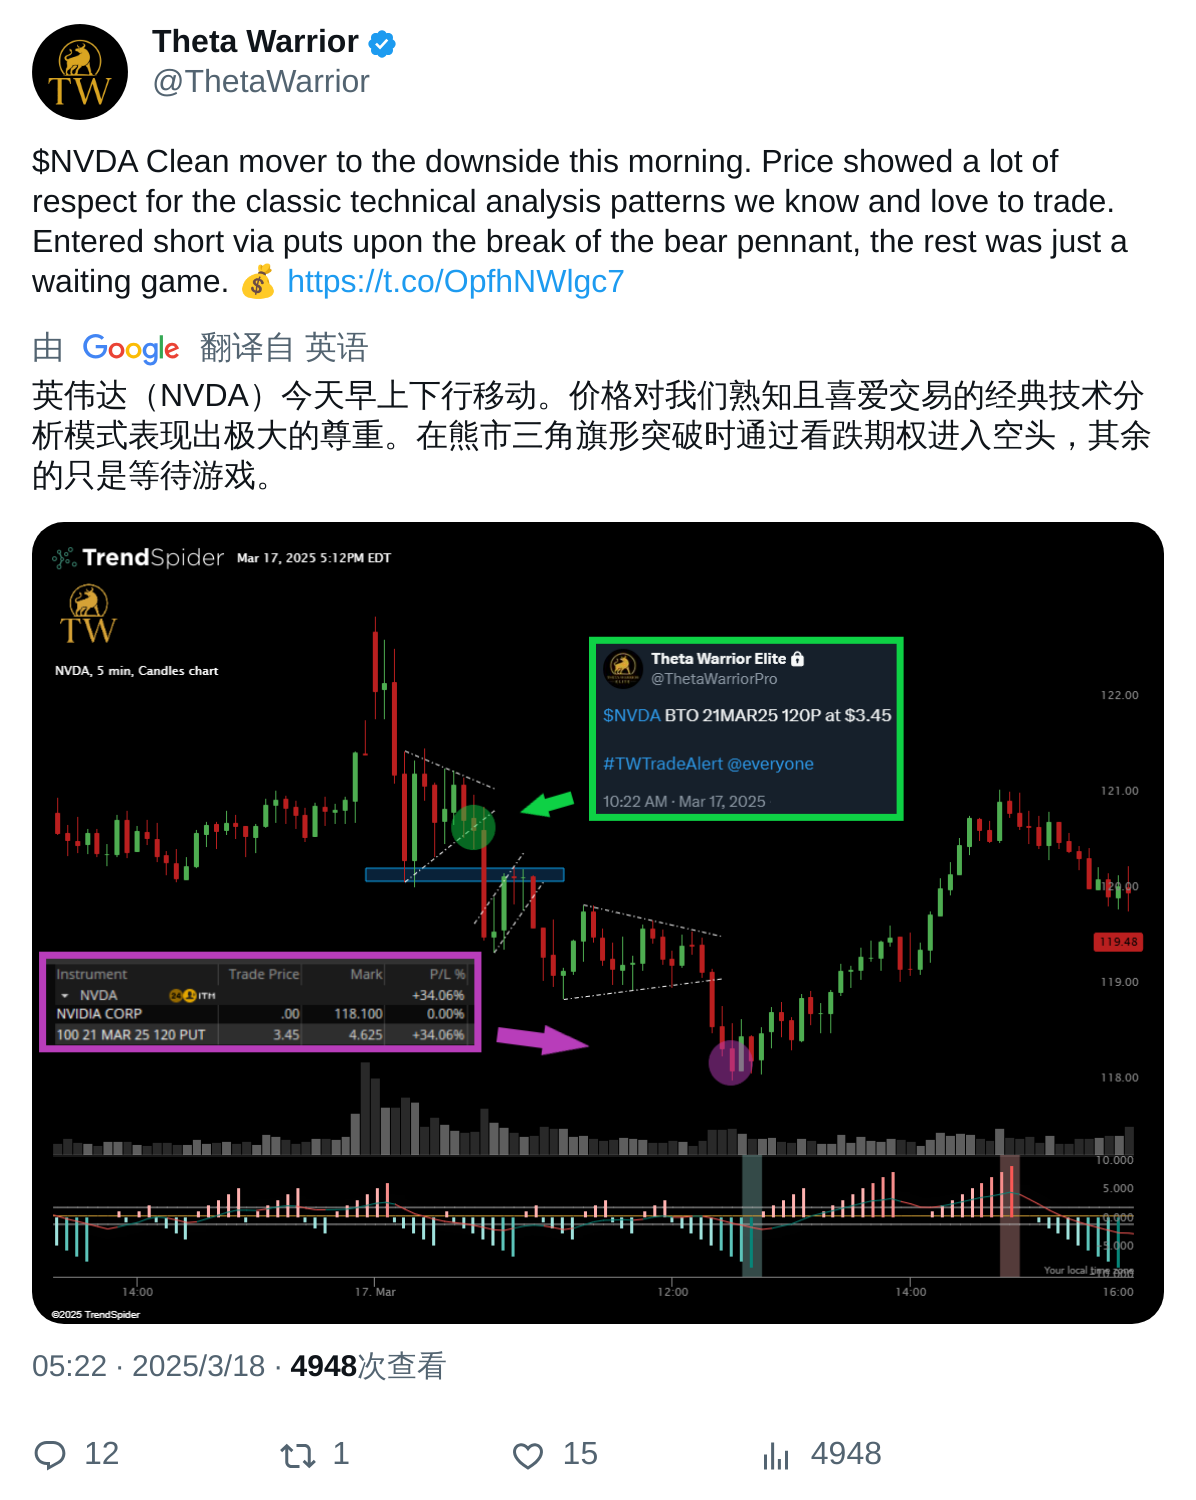 Theta Warrior
@ThetaWarrior
$NVDA Clean mover to the downside this morning. Price showed a lot of
respect for the classic technical analysis patterns we know and love to trade.
Entered short via puts upon the break of the bear pennant, the rest was just a
waiting game. 💰 https://t.co/OpfhNWlgc7
由 Google 翻译自 英语
英伟达（NVDA）今天早上下行移动。价格对我们熟知且喜爱交易的经典技术分
析模式表现出极大的尊重。在熊市三角旗形突破时通过看跌期权进入空头，其余
的只是等待游戏。
TrendSpider Mar 17, 2025 5:12PM EDT
TW
NVDA, 5 min, Candles chart
Theta Warrior Elite
@ThetaWarriorPro
$NVDA BTO 21MAR25 120P at $3.45
#TWTradeAlert @everyone
10:22 AM · Mar 17, 2025
122.00
121.00
120.00
119.48
119.00
118.00
Instrument Trade Price Mark P/L %
NVDA ITM +34.06%
NVIDIA CORP .00 118.100 0.00%
100 21 MAR 25 120 PUT 3.45 4.625 +34.06%
10.000
5.000
0.000
-5.000
-10.000
Your local time zone
14:00 17. Mar 12:00 14:00 16:00
©2025 TrendSpider
05:22 · 2025/3/18 · 4948次查看
12 1 15 4948